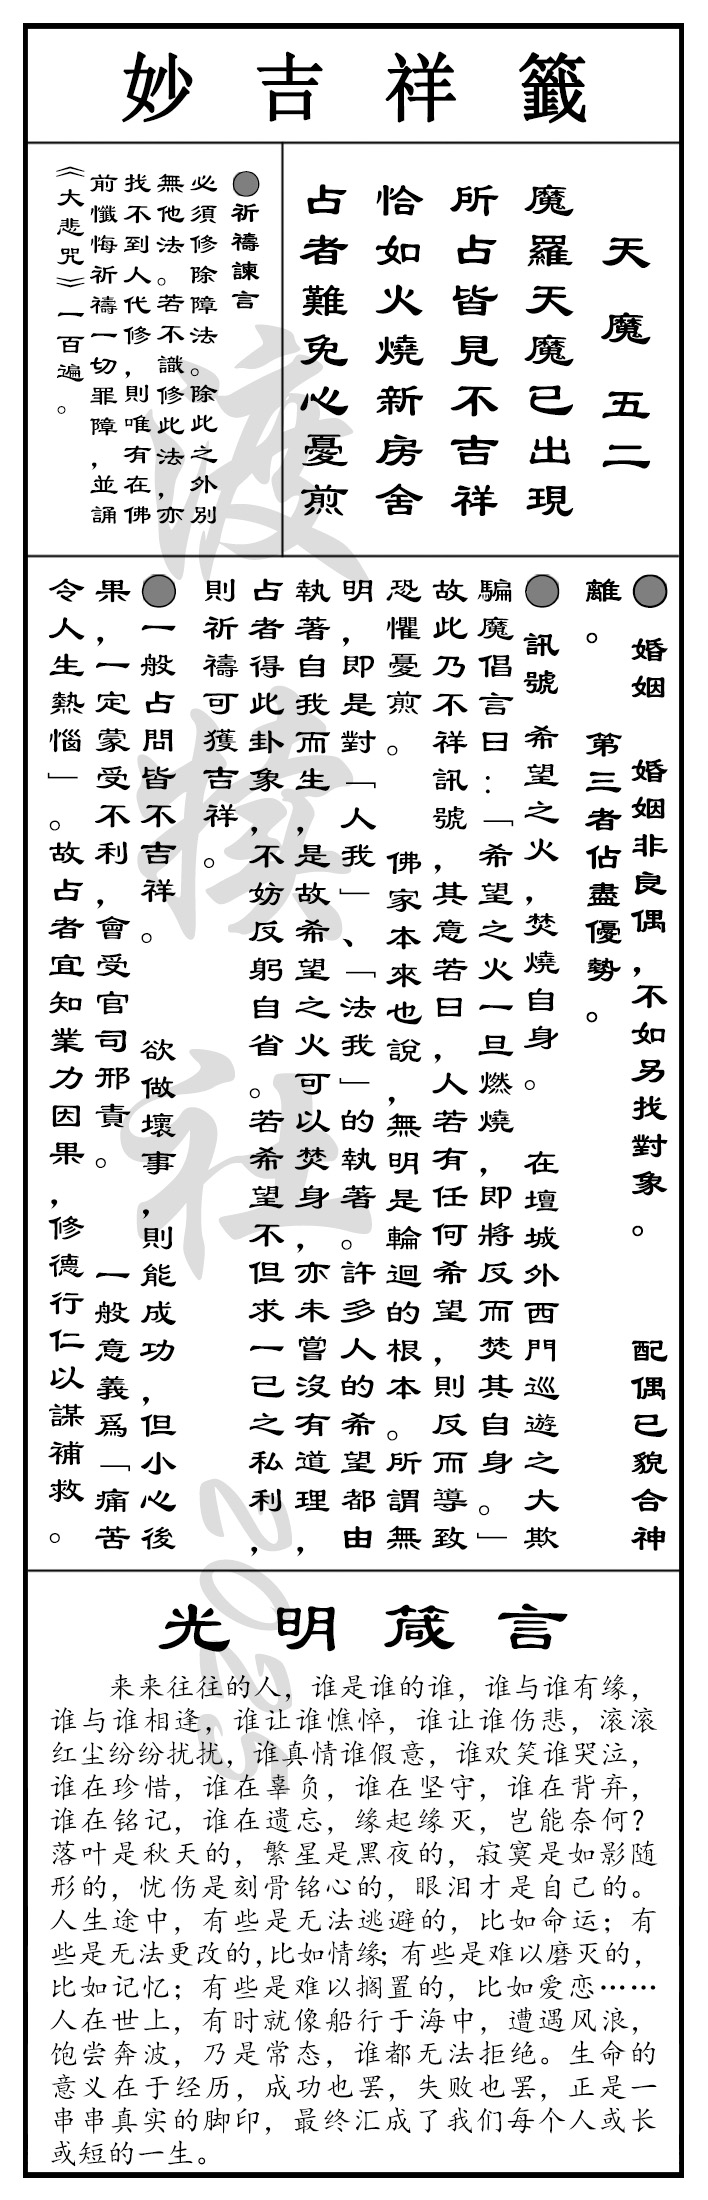 妙吉祥籤
天魔五二
魔羅天魔已出現
所占皆見不吉祥
恰如火燒新房舍
占者難免心憂煎
●祈禱諫言
必須修除障法。除此之外別
無他法。若不識修此法，亦
找不到人代修，則唯有在佛
前懺悔祈禱一切罪障，並誦
《大悲咒》一百遍。
● 婚姻 婚姻非良偶，不如另找對象。 配偶已貌合神
離。 第三者佔盡優勢。
● 訊號 希望之火，焚燒自身。 在壇城外西門巡遊之大欺
騙魔倡言曰：「希望之火一旦燃燒，即將反而焚其自身。」
故此乃不祥訊號，其意若曰，人若有任何希望，則反而導致
恐懼憂煎。 佛家本來也說，無明是輪迴的根本。所謂無
明，即是對「人我」、「法我」的執著。許多人的希望都由
執著自我而生，是故希望之火可以焚身，亦未嘗沒有道理，
占者得此卦象，不妨反躬自省。若希望不但求一己之私利，
則祈禱可獲吉祥。
●一般占問皆不吉祥。 欲做壞事，則能成功，但小心後
果，一定蒙受不利，會受官司邪責。 一般意義爲「痛苦
令人生熱惱」。故占者宜知業力因果，修德行仁以謀補救。
光明箴言
来来往往的人，谁是谁的谁，谁与谁有缘，
谁与谁相逢，谁让谁憔悴，谁让谁伤悲，滚滚
红尘纷纷扰扰，谁真情谁假意，谁欢笑谁哭泣，
谁在珍惜，谁在辜负，谁在坚守，谁在背弃，
谁在铭记，谁在遗忘，缘起缘灭，岂能奈何？
落叶是秋天的，繁星是黑夜的，寂寞是如影随
形的，忧伤是刻骨铭心的，眼泪才是自己的。
人生途中，有些是无法逃避的，比如命运；有
些是无法更改的，比如情缘；有些是难以磨灭的，
比如记忆；有些是难以搁置的，比如爱恋……
人在世上，有时就像船行于海中，遭遇风浪，
饱尝奔波，乃是常态，谁都无法拒绝。生命的
意义在于经历，成功也罢，失败也罢，正是一
串串真实的脚印，最终汇成了我们每个人或长
或短的一生。
2025